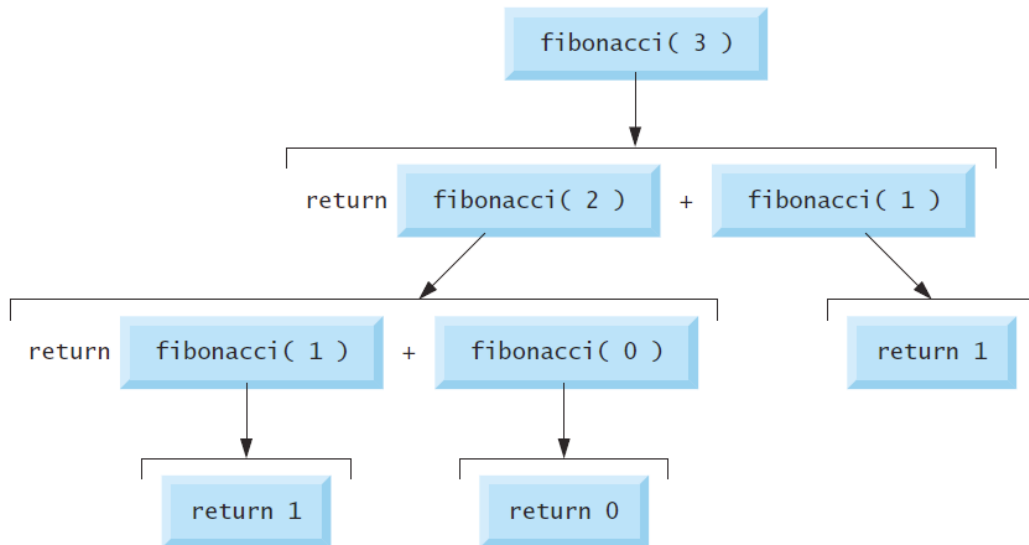 fibonacci( 3 )
return fibonacci( 2 ) + fibonacci( 1 )
return fibonacci( 1 ) + fibonacci( 0 ) return 1
return 1 return 0